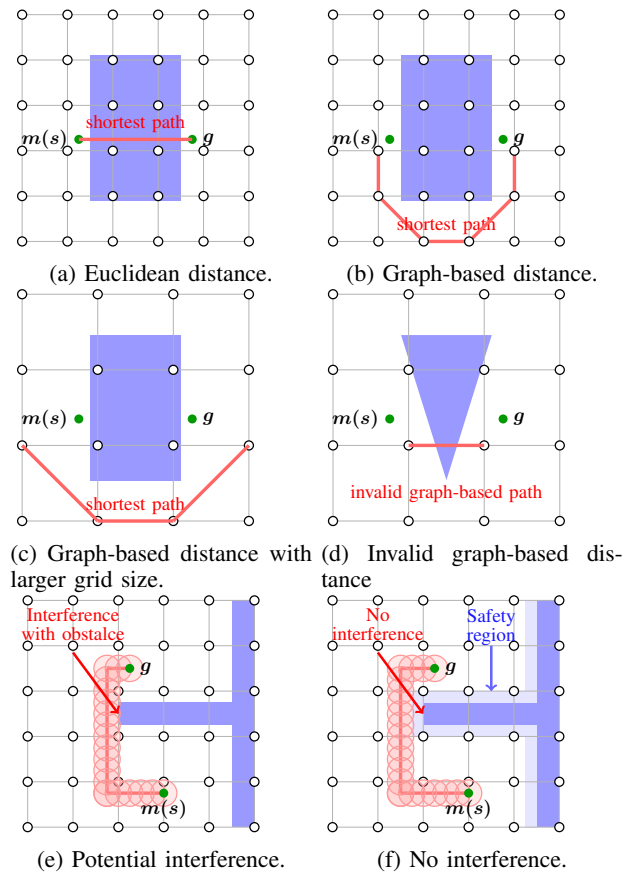 shortest path
m(s)
g
(a) Euclidean distance.
m(s)
g
shortest path
(b) Graph-based distance.
m(s)
g
shortest path
(c) Graph-based distance with
larger grid size.
m(s)
g
invalid graph-based path
(d) Invalid graph-based dis-
tance
Interference
with obstalce
g
m(s)
(e) Potential interference.
No
interference
Safety
region
g
m(s)
(f) No interference.